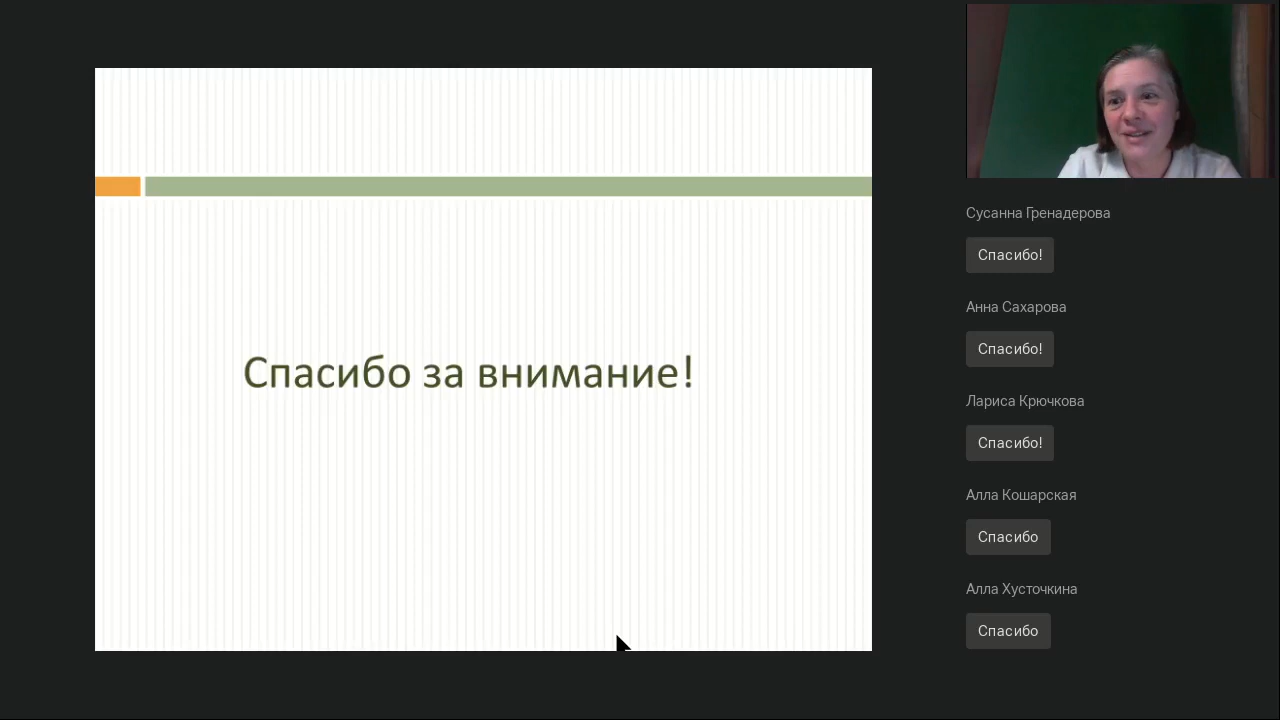 Спасибо за внимание!
Сусанна Гренадерова
Спасибо!
Анна Сахарова
Спасибо!
Лариса Крючкова
Спасибо!
Алла Кошарская
Спасибо
Алла Хусточкина
Спасибо